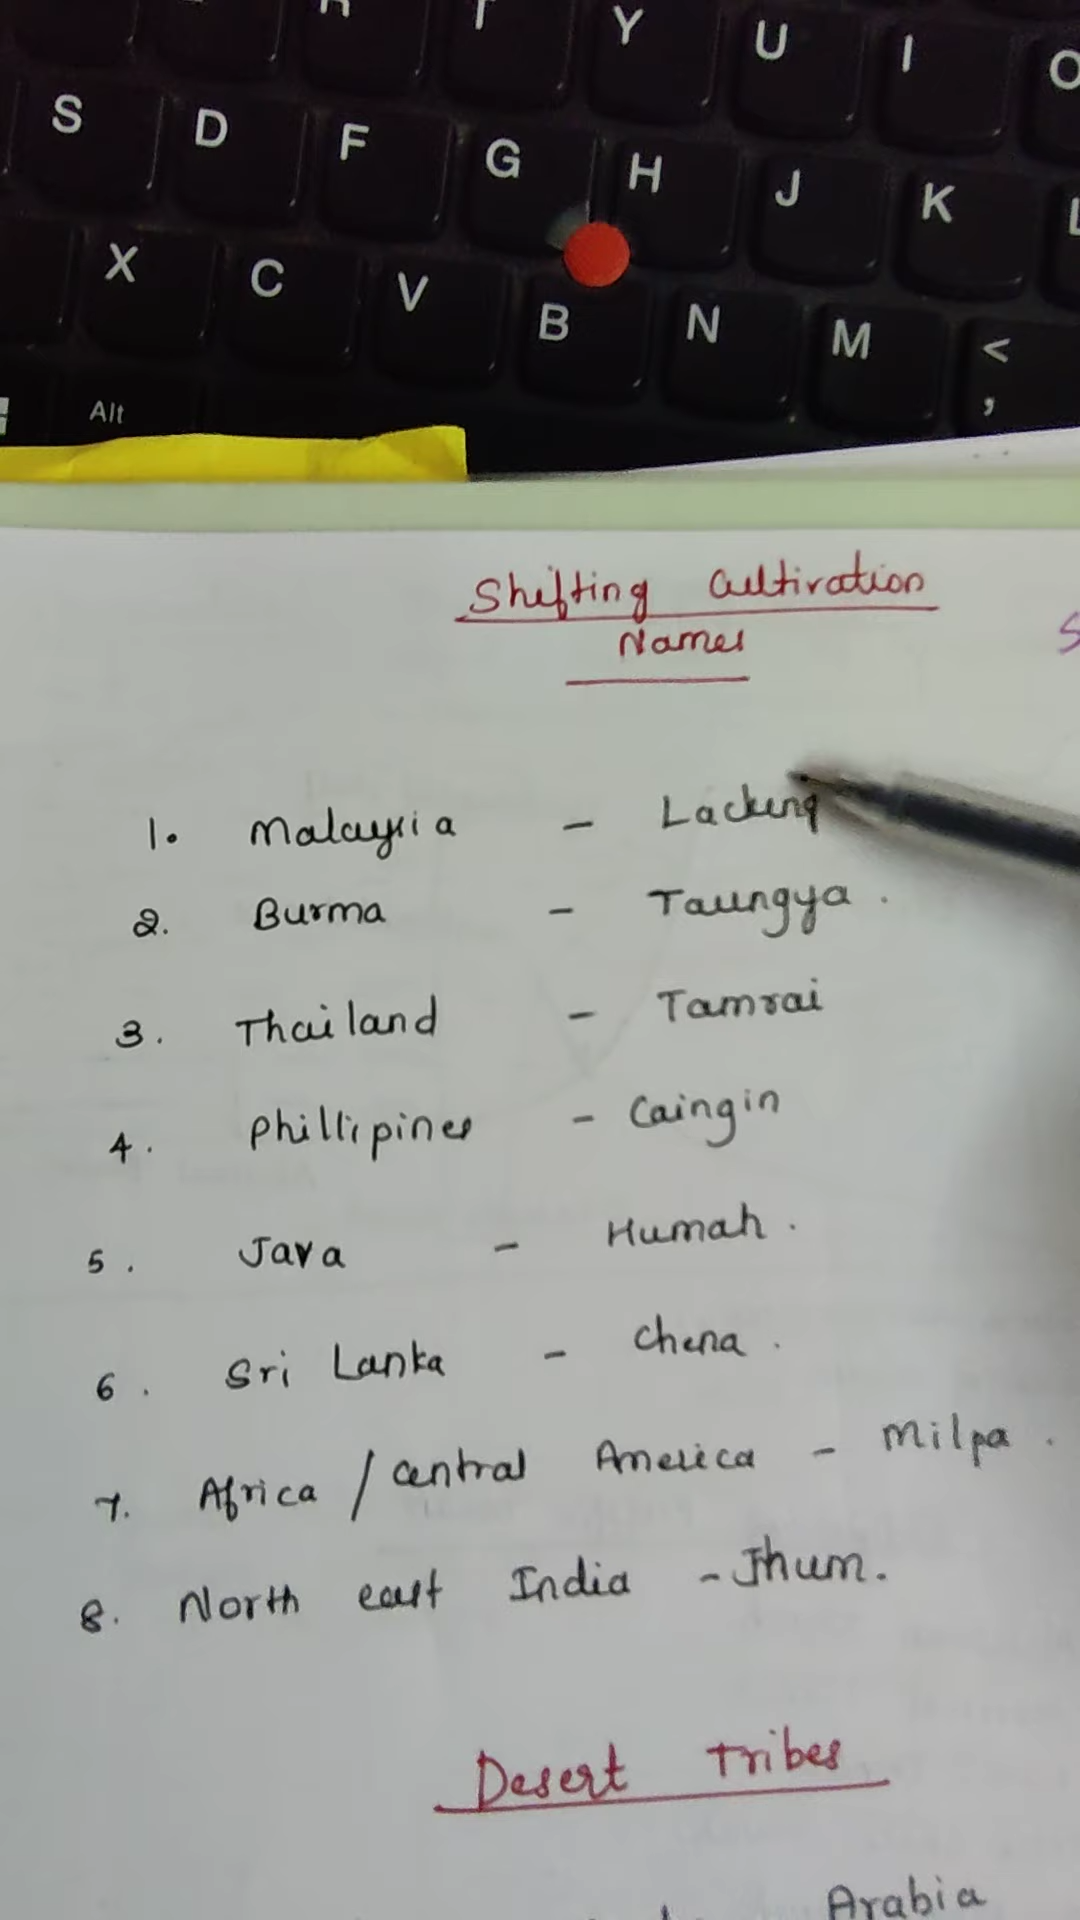 R T Y U I O
S D F G H J K L
X C V B N M < ,
Alt
Shifting Cultivation
Names
S
1. Malaysia - Lacking
2. Burma - Taungya.
3. Thailand - Tamrai
4. Phillipines - Caingin
5. Java - Humah.
6. Sri Lanka - Chena.
7. Africa / Central America - Milpa.
8. North east India - Jhum.
Desert Tribes
Arabia